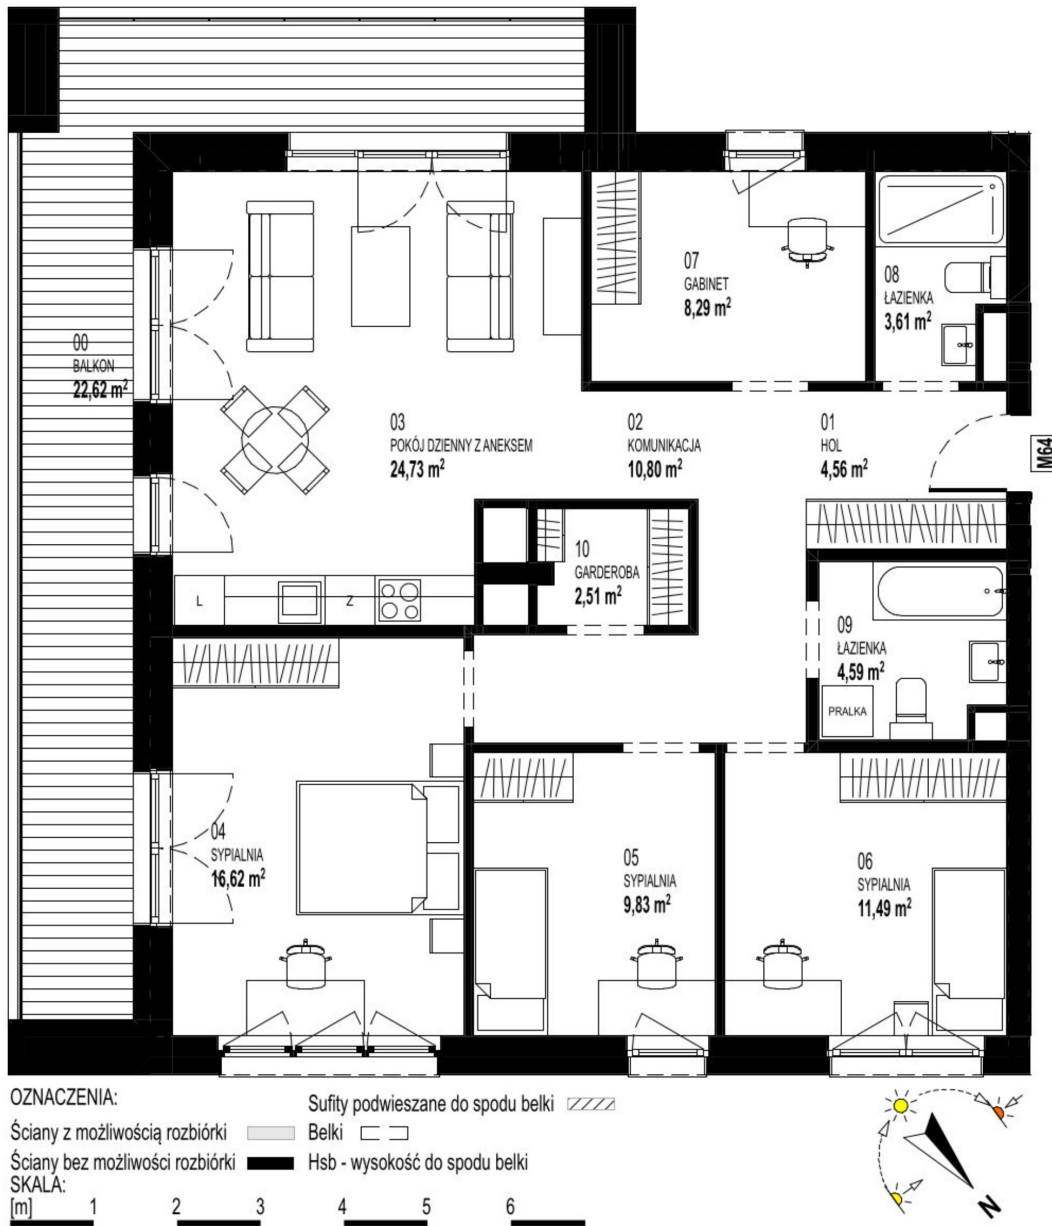 07
GABINET
8,29 m²
08
ŁAZIENKA
3,61 m²
00
BALKON
22,62 m²
03
POKÓJ DZIENNY Z ANEKSEM
24,73 m²
02
KOMUNIKACJA
10,80 m²
01
HOL
4,56 m²
M64
10
GARDEROBA
2,51 m²
L
Z
09
ŁAZIENKA
4,59 m²
PRALKA
04
SYPIALNIA
16,62 m²
05
SYPIALNIA
9,83 m²
06
SYPIALNIA
11,49 m²
OZNACZENIA:
Sufity podwieszane do spodu belki
Ściany z możliwością rozbiórki
Belki
Ściany bez możliwości rozbiórki
Hsb - wysokość do spodu belki
SKALA:
[m] 1 2 3 4 5 6
N